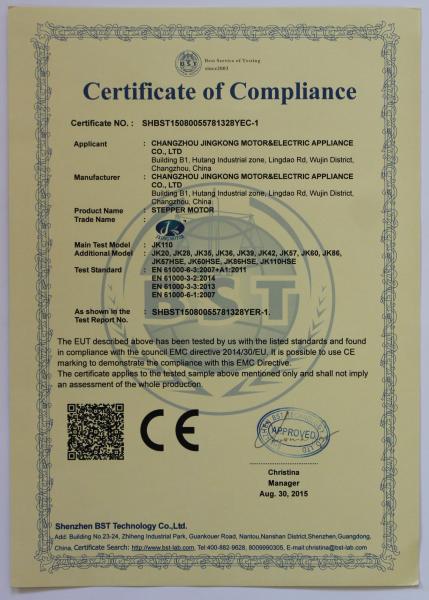 BST
Best Service of Testing
since2003
Certificate of Compliance
Certificate NO. : SHBST15080055781328YEC-1
Applicant : CHANGZHOU JINGKONG MOTOR&ELECTRIC APPLIANCE
CO., LTD
Building B1, Hutang Industrial zone, Lingdao Rd, Wujin District,
Changzhou, China
Manufacturer : CHANGZHOU JINGKONG MOTOR&ELECTRIC APPLIANCE
CO., LTD
Building B1, Hutang Industrial zone, Lingdao Rd, Wujin District,
Changzhou, China
Product Name : STEPPER MOTOR
Trade Name :
Main Test Model : JK110
Additional Model : JK20, JK28, JK35, JK36, JK39, JK42, JK57, JK60, JK86,
JK57HSE, JK60HSE, JK86HSE, JK110HSE
Test Standard : EN 61000-6-3:2007+A1:2011
EN 61000-3-2:2014
EN 61000-3-3:2013
EN 61000-6-1:2007
As shown in the : SHBST15080055781328YER-1.
Test Report No.
BST
The EUT described above has been tested by us with the listed standards and found
in compliance with the council EMC directive 2014/30/EU. It is possible to use CE
marking to demonstrate the compliance with this EMC Directive.
The certificate applies to the tested sample above mentioned only and shall not imply
an assessment of the whole production.
CE
APPROVED
Christina
Manager
Aug. 30, 2015
Shenzhen BST Technology Co.,Ltd.
Add: Building No.23-24, Zhiheng Industrial Park, Guankouer Road, Nantou,Nanshan District,Shenzhen,Guangdong,
China, Certificate Search: http://www.bst-lab.com, Tel:400-882-9628, 8009990305, E-mail:christina@bst-lab.com